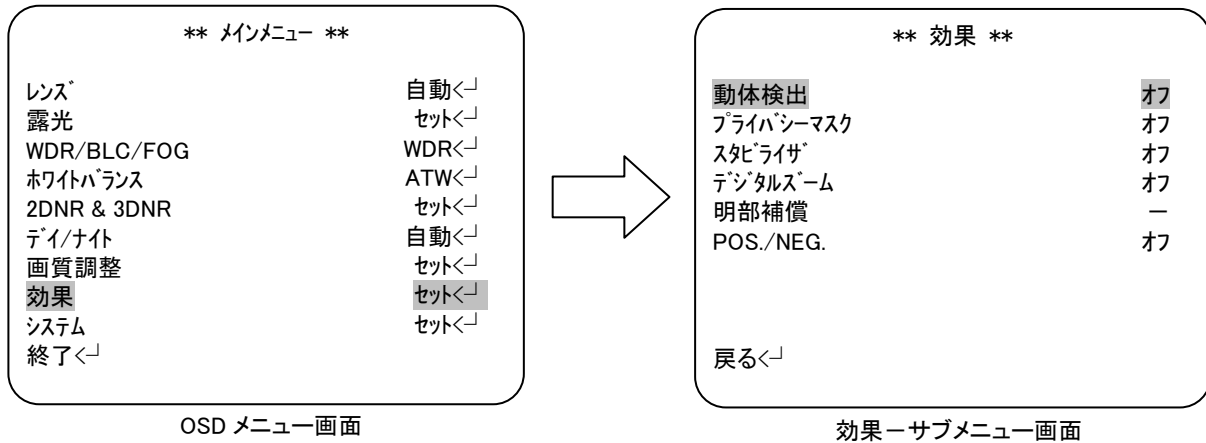 ** ﾒｲﾝﾒﾆｭｰ **
ﾚﾝｽﾞ 自動<┘
露光 ｾｯﾄ<┘
WDR/BLC/FOG WDR<┘
ﾎﾜｲﾄﾊﾞﾗﾝｽ ATW<┘
2DNR & 3DNR ｾｯﾄ<┘
ﾃﾞｲ/ﾅｲﾄ 自動<┘
画質調整 ｾｯﾄ<┘
効果 ｾｯﾄ<┘
ｼｽﾃﾑ ｾｯﾄ<┘
終了<┘
OSD メニュー画面
** 効果 **
動体検出 ｵﾌ
ﾌﾟﾗｲﾊﾞｼｰﾏｽｸ ｵﾌ
ｽﾀﾋﾞﾗｲｻﾞ ｵﾌ
ﾃﾞｼﾞﾀﾙｽﾞｰﾑ ｵﾌ
明部補償 －
POS./NEG. ｵﾌ
戻る<┘
効果－サブメニュー画面